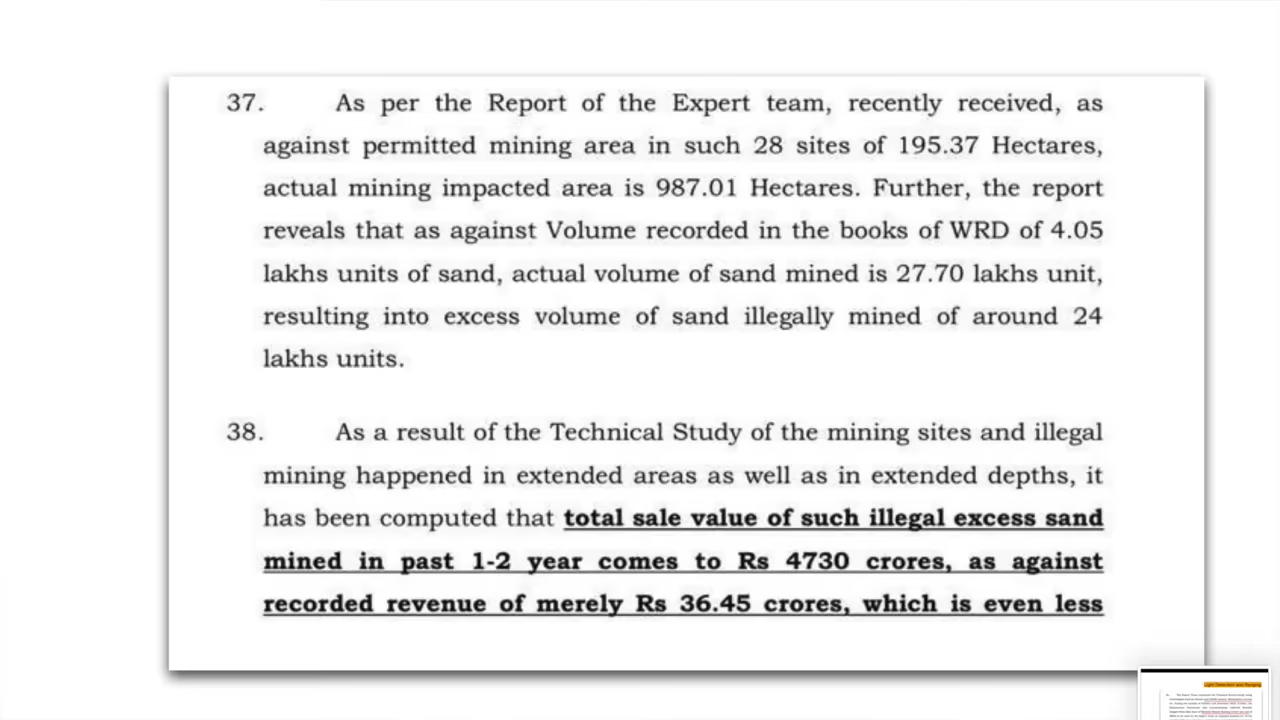 37. As per the Report of the Expert team, recently received, as
against permitted mining area in such 28 sites of 195.37 Hectares,
actual mining impacted area is 987.01 Hectares. Further, the report
reveals that as against Volume recorded in the books of WRD of 4.05
lakhs units of sand, actual volume of sand mined is 27.70 lakhs unit,
resulting into excess volume of sand illegally mined of around 24
lakhs units.
38. As a result of the Technical Study of the mining sites and illegal
mining happened in extended areas as well as in extended depths, it
has been computed that total sale value of such illegal excess sand
mined in past 1-2 year comes to Rs 4730 crores, as against
recorded revenue of merely Rs 36.45 crores, which is even less
Light Detection and Ranging